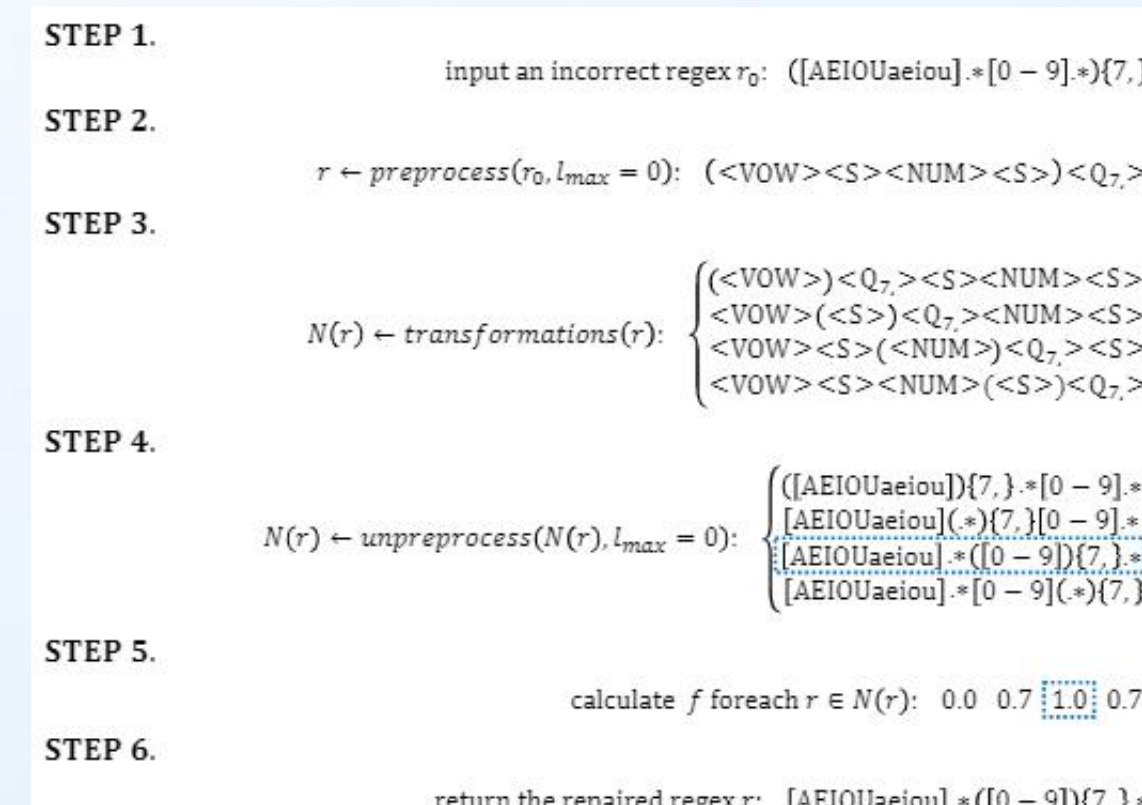 STEP 1.
input an incorrect regex r₀: ([AEIOUaeiou].*[0 − 9].*){7,}
STEP 2.
r ← preprocess(r₀, lₘₐₓ = 0): (<VOW><S><NUM><S>)<Q₇,>
STEP 3.
(<VOW>)<Q₇,><S><NUM><S>
<VOW>(<S>)<Q₇,><NUM><S>
N(r) ← transformations(r):
<VOW><S>(<NUM>)<Q₇,><S>
<VOW><S><NUM>(<S>)<Q₇,>
STEP 4.
([AEIOUaeiou]){7,}.*[0 − 9].*
[AEIOUaeiou](.*){7,}[0 − 9].*
N(r) ← unpreprocess(N(r), lₘₐₓ = 0):
[AEIOUaeiou].*([0 − 9]){7,}.*
[AEIOUaeiou].*[0 − 9](.*){7,}
STEP 5.
calculate f foreach r ∈ N(r): 0.0 0.7 1.0 0.7
STEP 6.
return the repaired regex r: [AEIOUaeiou].*([0 − 9]){7,}.*